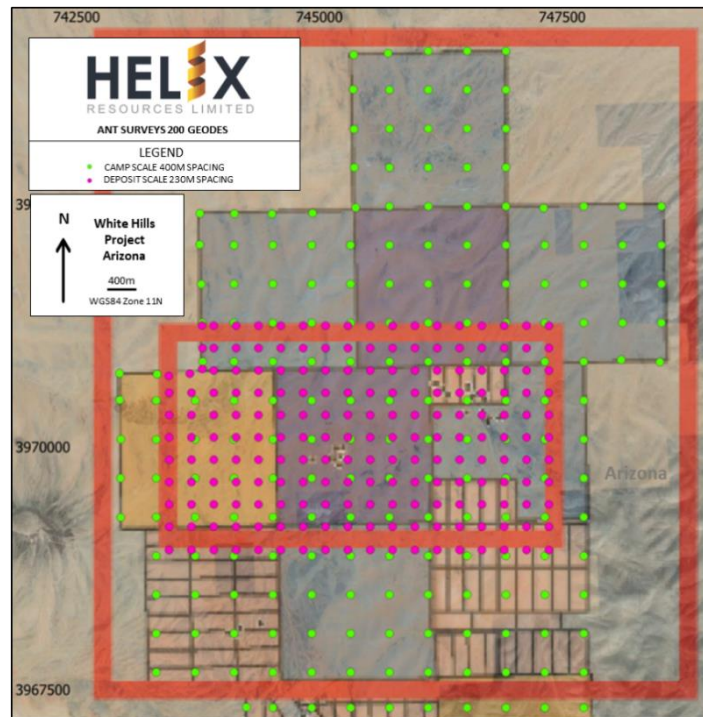 742500 745000 747500
HELIX
RESOURCES LIMITED
ANT SURVEYS 200 GEODES
LEGEND
CAMP SCALE 400M SPACING
DEPOSIT SCALE 230M SPACING
N
White Hills
Project
Arizona
400m
WGS84 Zone 11N
3970000
Arizona
3967500